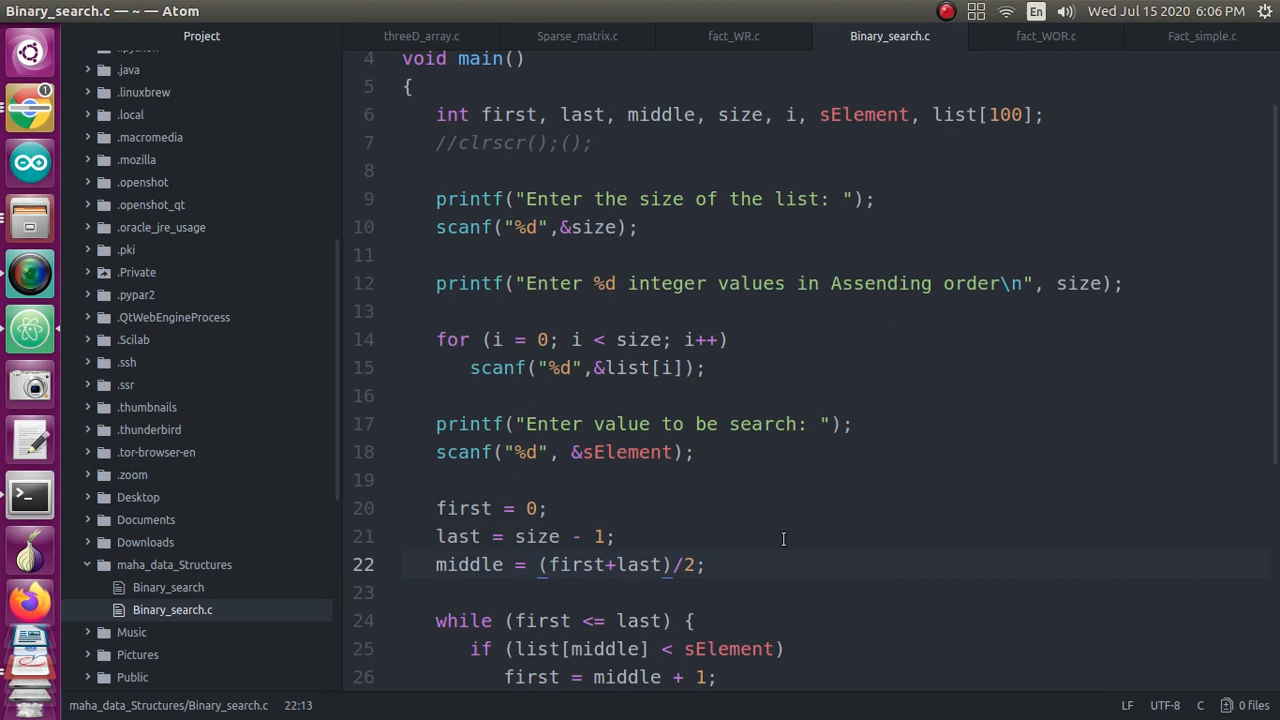 Binary_search.c — ~ — Atom
En
Wed Jul 15 2020 6:06 PM
1
Project
.java
.linuxbrew
.local
.macromedia
.mozilla
.openshot
.openshot_qt
.oracle_jre_usage
.pki
.Private
.pypar2
.QtWebEngineProcess
.Scilab
.ssh
.ssr
.thumbnails
.thunderbird
.tor-browser-en
.zoom
Desktop
Documents
Downloads
maha_data_Structures
Binary_search
Binary_search.c
Music
Pictures
Public
threeD_array.c
Sparse_matrix.c
fact_WR.c
Binary_search.c
fact_WOR.c
Fact_simple.c
4 void main()
5 {
6 int first, last, middle, size, i, sElement, list[100];
7 //clrscr();();
8
9 printf("Enter the size of the list: ");
10 scanf("%d",&size);
11
12 printf("Enter %d integer values in Assending order\n", size);
13
14 for (i = 0; i < size; i++)
15 scanf("%d",&list[i]);
16
17 printf("Enter value to be search: ");
18 scanf("%d", &sElement);
19
20 first = 0;
21 last = size - 1;
22 middle = (first+last)/2;
23
24 while (first <= last) {
25 if (list[middle] < sElement)
26 first = middle + 1;
maha_data_Structures/Binary_search.c 22:13
LF UTF-8 C 0 files